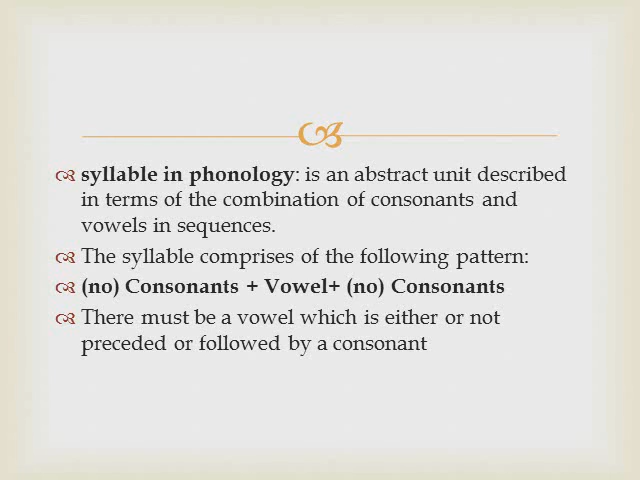 syllable in phonology: is an abstract unit described
in terms of the combination of consonants and
vowels in sequences.
The syllable comprises of the following pattern:
(no) Consonants + Vowel+ (no) Consonants
There must be a vowel which is either or not
preceded or followed by a consonant